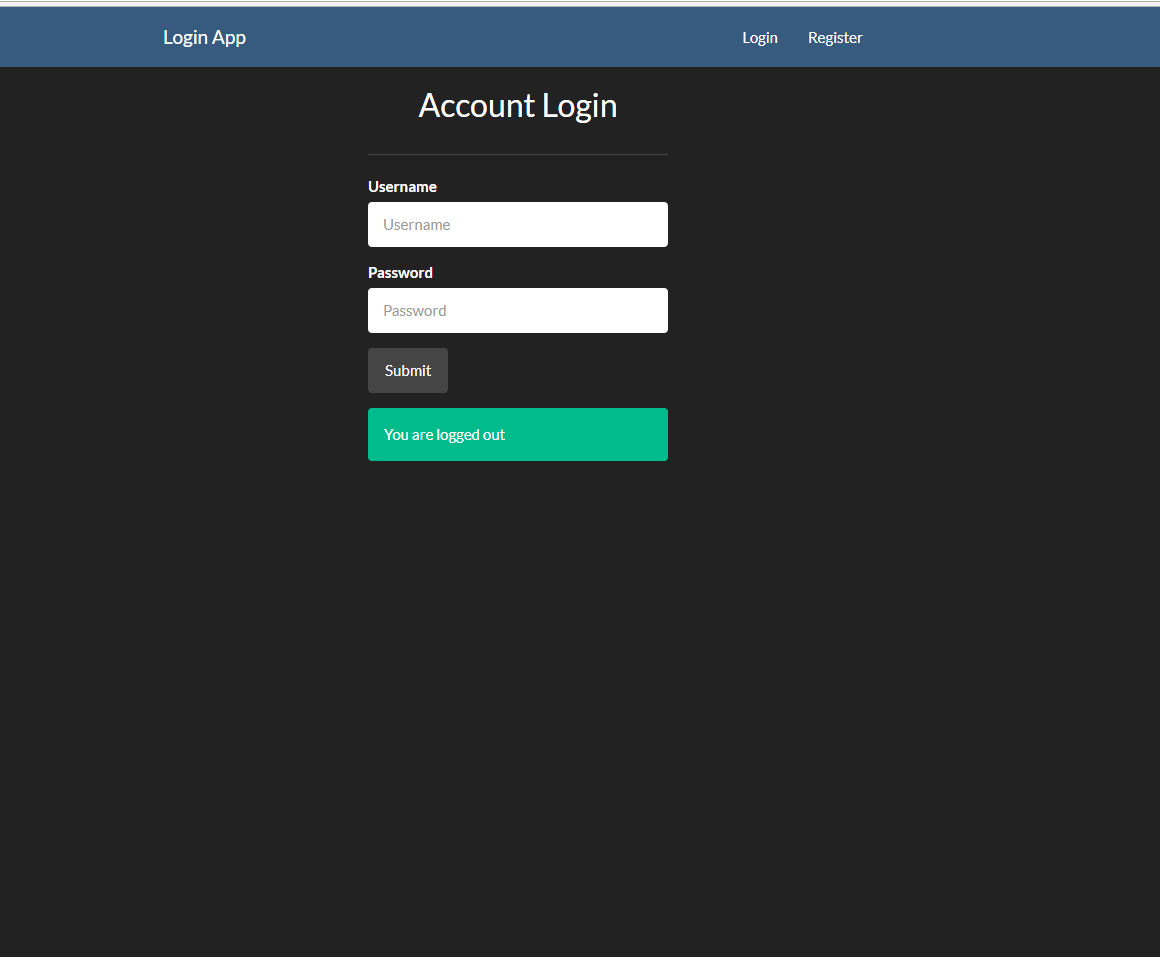 Login App
Login
Register
Account Login
Username
Username
Password
Password
Submit
You are logged out